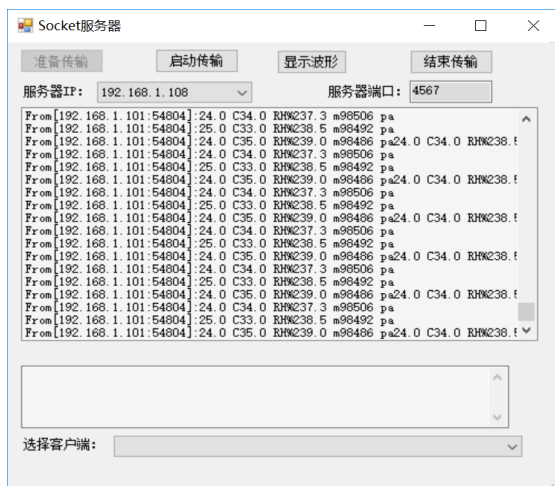 Socket服务器
准备传输 启动传输 显示波形 结束传输
服务器IP: 192.168.1.108 服务器端口: 4567
From[192.168.1.101:54804]:24.0 C34.0 RH%237.3 m98506 pa
From[192.168.1.101:54804]:25.0 C33.0 RH%238.5 m98492 pa
From[192.168.1.101:54804]:24.0 C35.0 RH%239.0 m98486 pa24.0 C34.0 RH%238.5
From[192.168.1.101:54804]:24.0 C34.0 RH%237.3 m98506 pa
From[192.168.1.101:54804]:25.0 C33.0 RH%238.5 m98492 pa
From[192.168.1.101:54804]:24.0 C35.0 RH%239.0 m98486 pa24.0 C34.0 RH%238.5
From[192.168.1.101:54804]:24.0 C34.0 RH%237.3 m98506 pa
From[192.168.1.101:54804]:25.0 C33.0 RH%238.5 m98492 pa
From[192.168.1.101:54804]:24.0 C35.0 RH%239.0 m98486 pa24.0 C34.0 RH%238.5
From[192.168.1.101:54804]:24.0 C34.0 RH%237.3 m98506 pa
From[192.168.1.101:54804]:25.0 C33.0 RH%238.5 m98492 pa
From[192.168.1.101:54804]:24.0 C35.0 RH%239.0 m98486 pa24.0 C34.0 RH%238.5
From[192.168.1.101:54804]:24.0 C34.0 RH%237.3 m98506 pa
From[192.168.1.101:54804]:25.0 C33.0 RH%238.5 m98492 pa
From[192.168.1.101:54804]:24.0 C35.0 RH%239.0 m98486 pa24.0 C34.0 RH%238.5
From[192.168.1.101:54804]:24.0 C34.0 RH%237.3 m98506 pa
From[192.168.1.101:54804]:25.0 C33.0 RH%238.5 m98492 pa
From[192.168.1.101:54804]:24.0 C35.0 RH%239.0 m98486 pa24.0 C34.0 RH%238.5
选择客户端: